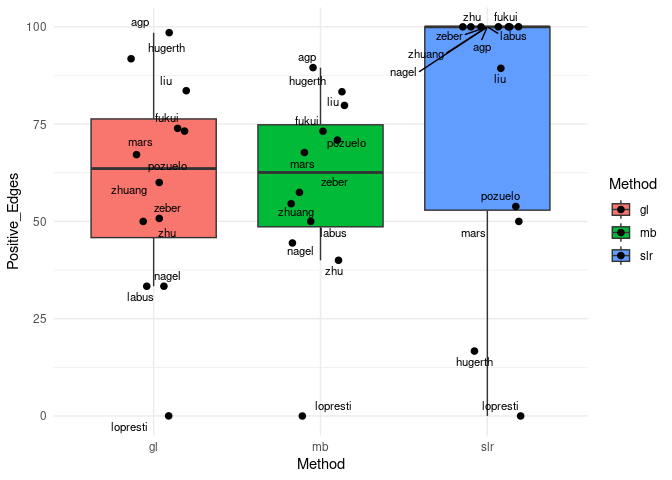 Positive_Edges
100
75
50
25
0
agp
hugerth
liu
fukui
mars
pozuelo
zhuang
zeber
zhu
nagel
labus
lopresti
agp
hugerth
liu
fukui
pozuelo
mars
zeber
zhuang
labus
nagel
zhu
lopresti
zhu
fukui
zeber
labus
agp
zhuang
nagel
liu
pozuelo
mars
hugerth
lopresti
gl
mb
slr
Method
Method
gl
mb
slr